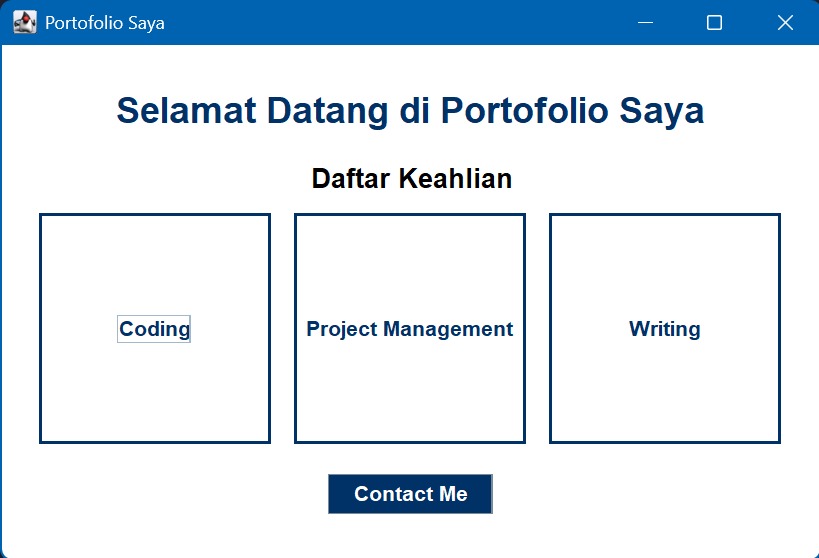 Portofolio Saya
Selamat Datang di Portofolio Saya
Daftar Keahlian
Coding
Project Management
Writing
Contact Me